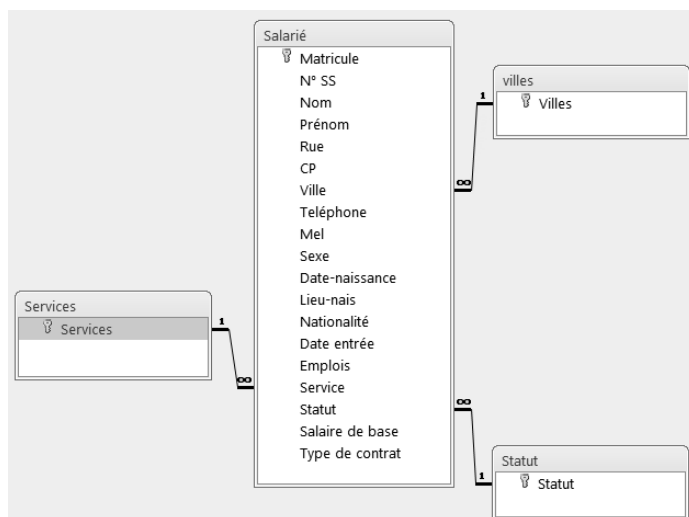 Salarié
Matricule
N° SS
Nom
Prénom
Rue
CP
Ville
Teléphone
Mel
Sexe
Date-naissance
Lieu-nais
Nationalité
Date entrée
Emplois
Service
Statut
Salaire de base
Type de contrat
villes
Villes
1
∞
Services
Services
1
∞
∞
1
Statut
Statut